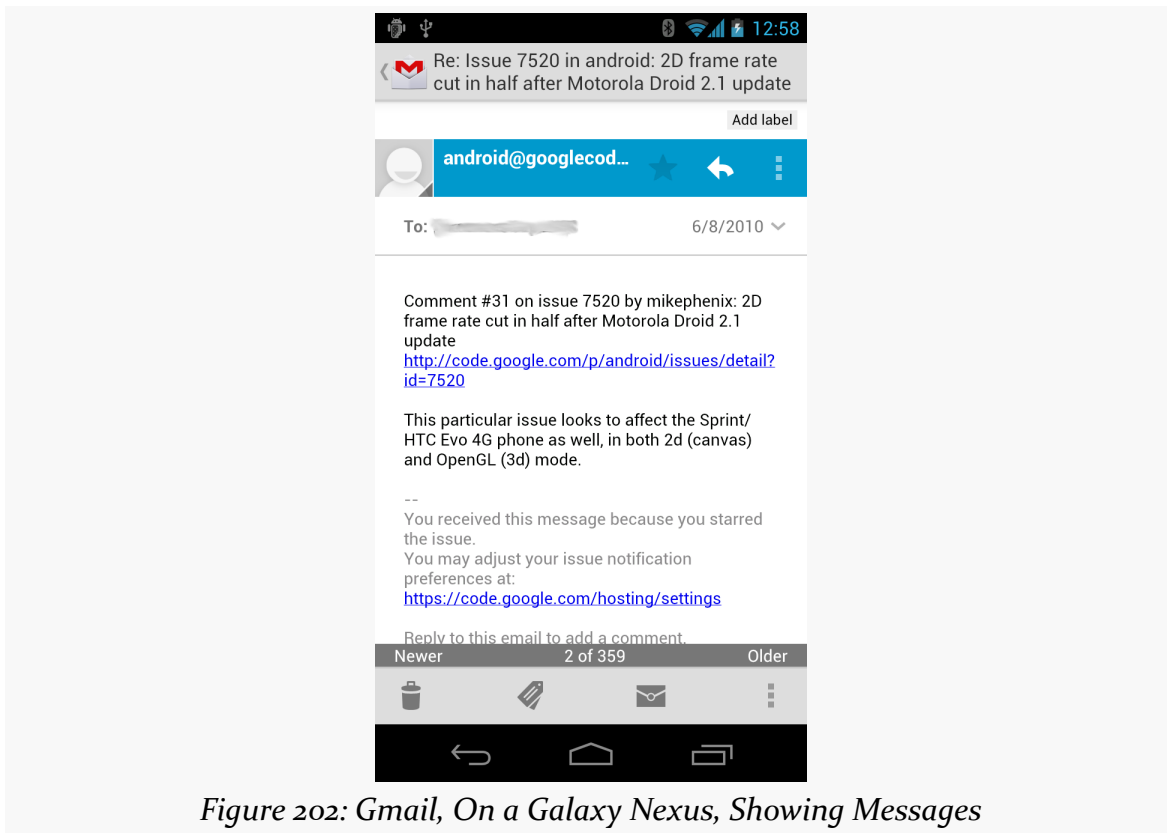 12:58
Re: Issue 7520 in android: 2D frame rate
cut in half after Motorola Droid 2.1 update
Add label
android@googlecod...
To:
6/8/2010
Comment #31 on issue 7520 by mikephenix: 2D
frame rate cut in half after Motorola Droid 2.1
update
http://code.google.com/p/android/issues/detail?
id=7520
This particular issue looks to affect the Sprint/
HTC Evo 4G phone as well, in both 2d (canvas)
and OpenGL (3d) mode.
--
You received this message because you starred
the issue.
You may adjust your issue notification
preferences at:
https://code.google.com/hosting/settings
Reply to this email to add a comment.
Newer 2 of 359 Older
Figure 202: Gmail, On a Galaxy Nexus, Showing Messages